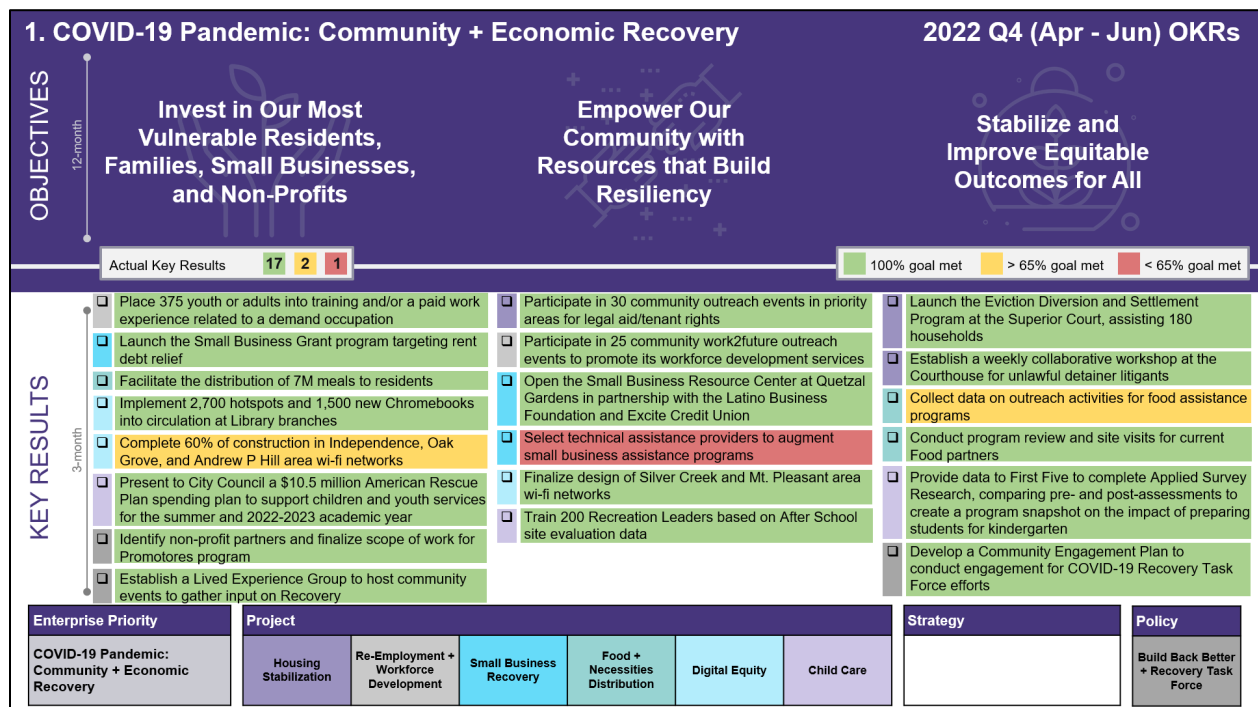 1. COVID-19 Pandemic: Community + Economic Recovery
2022 Q4 (Apr - Jun) OKRs
OBJECTIVES
12-month
Invest in Our Most
Vulnerable Residents,
Families, Small Businesses,
and Non-Profits
Empower Our
Community with
Resources that Build
Resiliency
Stabilize and
Improve Equitable
Outcomes for All
Actual Key Results 17 2 1
100% goal met > 65% goal met < 65% goal met
KEY RESULTS
3-month
Place 375 youth or adults into training and/or a paid work
experience related to a demand occupation
Launch the Small Business Grant program targeting rent
debt relief
Facilitate the distribution of 7M meals to residents
Implement 2,700 hotspots and 1,500 new Chromebooks
into circulation at Library branches
Complete 60% of construction in Independence, Oak
Grove, and Andrew P Hill area wi-fi networks
Present to City Council a $10.5 million American Rescue
Plan spending plan to support children and youth services
for the summer and 2022-2023 academic year
Identify non-profit partners and finalize scope of work for
Promotores program
Establish a Lived Experience Group to host community
events to gather input on Recovery
Participate in 30 community outreach events in priority
areas for legal aid/tenant rights
Participate in 25 community work2future outreach
events to promote its workforce development services
Open the Small Business Resource Center at Quetzal
Gardens in partnership with the Latino Business
Foundation and Excite Credit Union
Select technical assistance providers to augment
small business assistance programs
Finalize design of Silver Creek and Mt. Pleasant area
wi-fi networks
Train 200 Recreation Leaders based on After School
site evaluation data
Launch the Eviction Diversion and Settlement
Program at the Superior Court, assisting 180
households
Establish a weekly collaborative workshop at the
Courthouse for unlawful detainer litigants
Collect data on outreach activities for food assistance
programs
Conduct program review and site visits for current
Food partners
Provide data to First Five to complete Applied Survey
Research, comparing pre- and post-assessments to
create a program snapshot on the impact of preparing
students for kindergarten
Develop a Community Engagement Plan to
conduct engagement for COVID-19 Recovery Task
Force efforts
Enterprise Priority
COVID-19 Pandemic:
Community + Economic
Recovery
Project
Housing
Stabilization
Re-Employment +
Workforce
Development
Small Business
Recovery
Food +
Necessities
Distribution
Digital Equity
Child Care
Strategy
Policy
Build Back Better
+ Recovery Task
Force